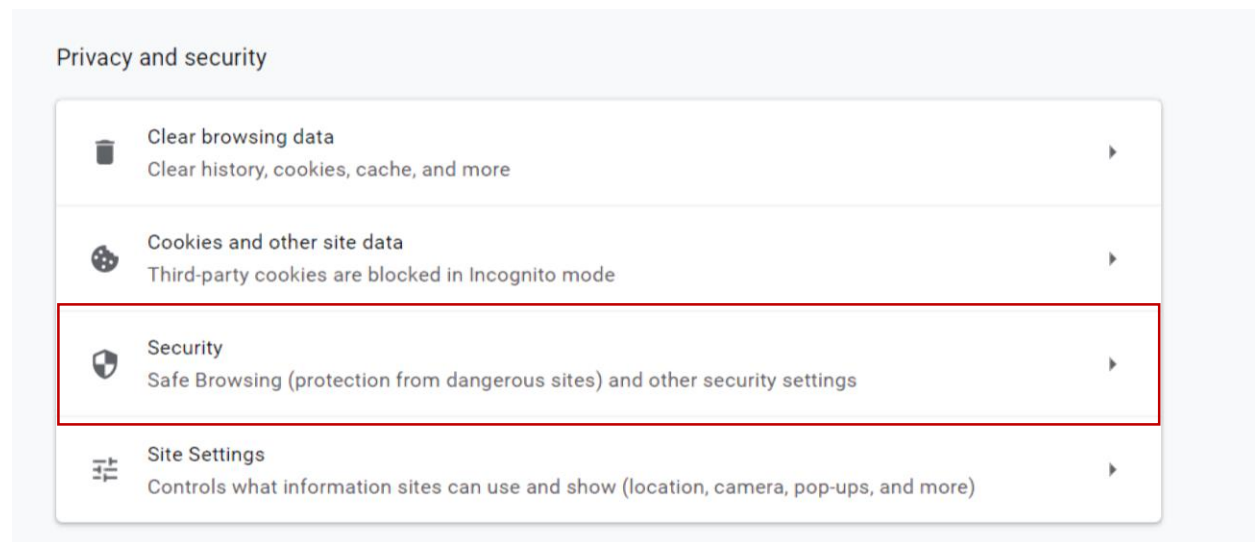 Privacy and security
Clear browsing data
Clear history, cookies, cache, and more
Cookies and other site data
Third-party cookies are blocked in Incognito mode
Security
Safe Browsing (protection from dangerous sites) and other security settings
Site Settings
Controls what information sites can use and show (location, camera, pop-ups, and more)